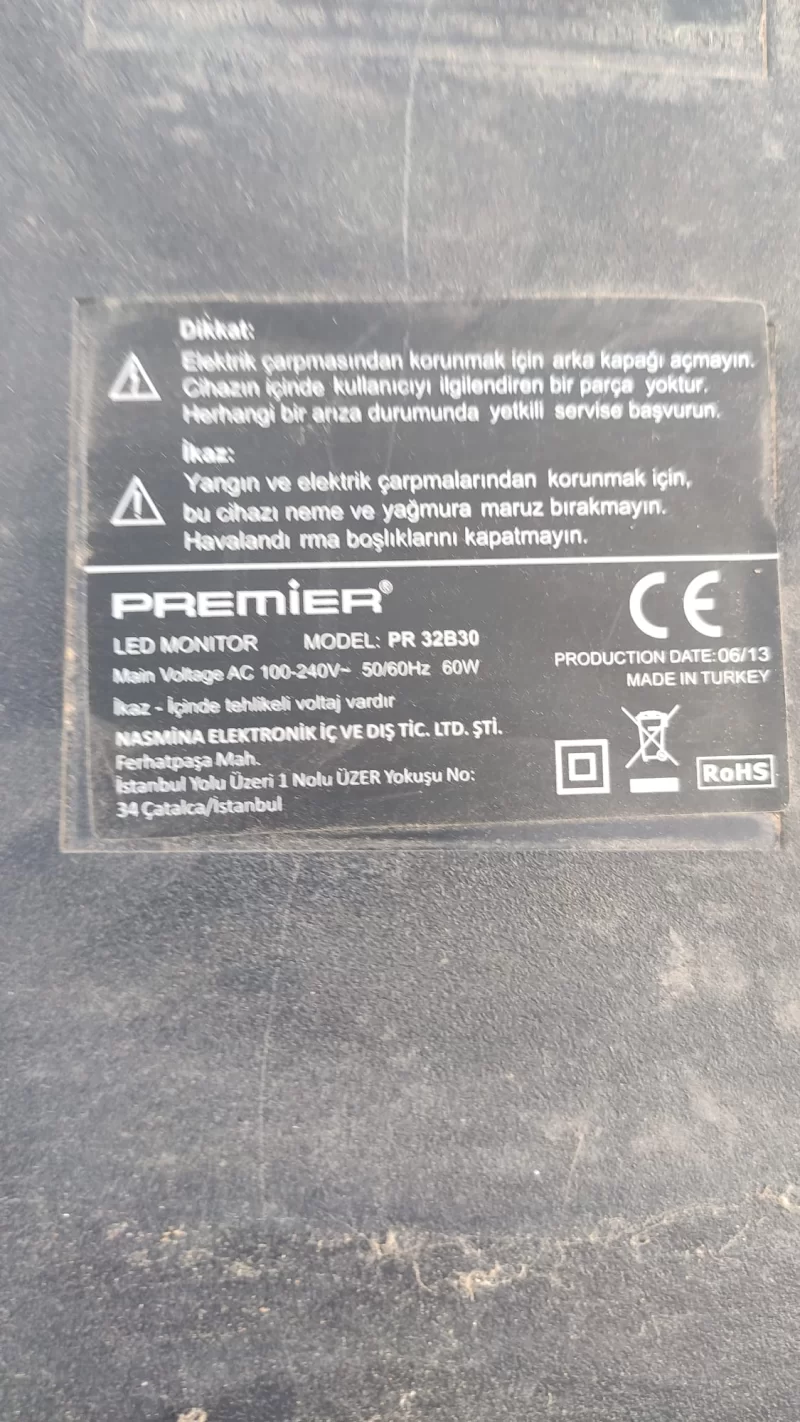 Dikkat:
Elektrik çarpmasından korunmak için arka kapağı açmayın.
Cihazın içinde kullanıcıyı ilgilendiren bir parça yoktur.
Herhangi bir arıza durumunda yetkili servise başvurun.
İkaz:
Yangın ve elektrik çarpmalarından korunmak için,
bu cihazı neme ve yağmura maruz bırakmayın.
Havalandı rma boşlıklarını kapatmayın.
PREMiER®
LED MONITOR MODEL: PR 32B30
Main Voltage AC 100-240V~ 50/60Hz 60W
İkaz - İçinde tehlikeli voltaj vardır
NASMİNA ELEKTRONİK İÇ VE DIŞ TİC. LTD. ŞTİ.
Ferhatpaşa Mah.
İstanbul Yolu Üzeri 1 Nolu ÜZER Yokuşu No:
34 Çatalca/İstanbul
CE
PRODUCTION DATE:06/13
MADE IN TURKEY
RoHS